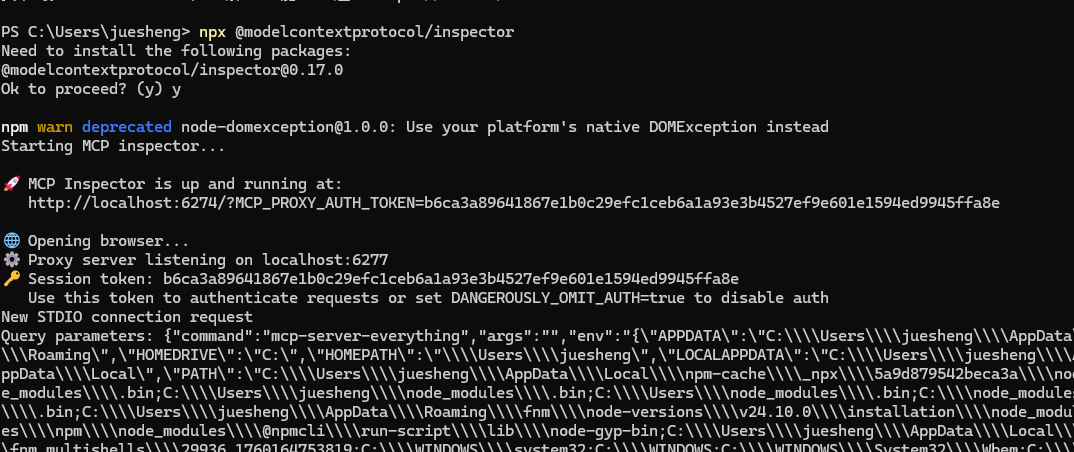 PS C:\Users\juesheng> npx @modelcontextprotocol/inspector
Need to install the following packages:
@modelcontextprotocol/inspector@0.17.0
Ok to proceed? (y) y
npm warn deprecated node-domexception@1.0.0: Use your platform's native DOMException instead
Starting MCP inspector...
🚀 MCP Inspector is up and running at:
http://localhost:6274/?MCP_PROXY_AUTH_TOKEN=b6ca3a89641867e1b0c29efc1ceb6a1a93e3b4527ef9e601e1594ed9945ffa8e
🌐 Opening browser...
⚙️ Proxy server listening on localhost:6277
🔑 Session token: b6ca3a89641867e1b0c29efc1ceb6a1a93e3b4527ef9e601e1594ed9945ffa8e
Use this token to authenticate requests or set DANGEROUSLY_OMIT_AUTH=true to disable auth
New STDIO connection request
Query parameters: {"command":"mcp-server-everything","args":"","env":"{\"APPDATA\":\"C:\\\\Users\\\\juesheng\\\\AppData\
\\\Roaming\",\"HOMEDRIVE\":\"C:\",\"HOMEPATH\":\"\\\\Users\\\\juesheng\",\"LOCALAPPDATA\":\"C:\\\\Users\\\\juesheng\\\\A
ppData\\\\Local\",\"PATH\":\"C:\\\\Users\\\\juesheng\\\\AppData\\\\Local\\\\npm-cache\\\\_npx\\\\5a9d879542beca3a\\\\nod
e_modules\\\\.bin;C:\\\\Users\\\\juesheng\\\\node_modules\\\\.bin;C:\\\\Users\\\\node_modules\\\\.bin;C:\\\\node_modules
\\\\.bin;C:\\\\Users\\\\juesheng\\\\AppData\\\\Roaming\\\\fnm\\\\node-versions\\\\v24.10.0\\\\installation\\\\node_modul
es\\\\npm\\\\node_modules\\\\@npmcli\\\\run-script\\\\lib\\\\node-gyp-bin;C:\\\\Users\\\\juesheng\\\\AppData\\\\Local\\\
\fnm_multishells\\\\29936_1760164753819;C:\\\\WINDOWS\\\\system32;C:\\\\WINDOWS;C:\\\\WINDOWS\\\\System32\\\\Wbem;C:\\\